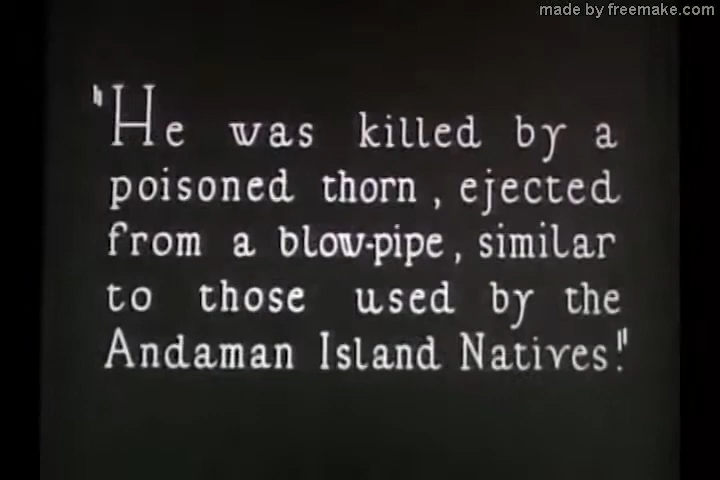 made by freemake.com
"He was killed by a
poisoned thorn, ejected
from a blow-pipe, similar
to those used by the
Andaman Island Natives!"